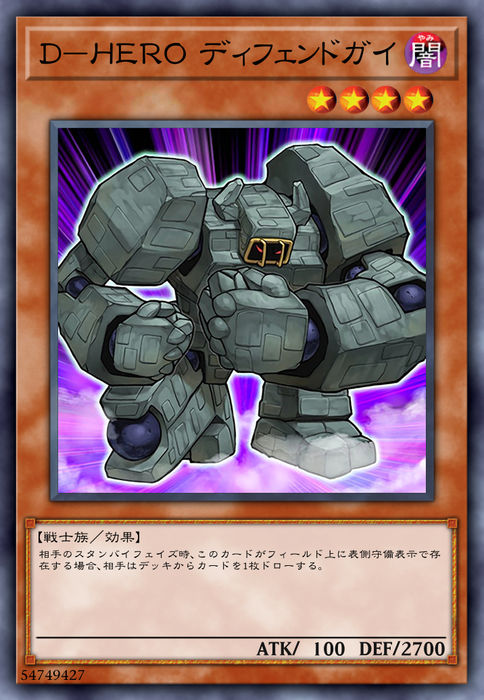 D-HERO ディフェンドガイ
やみ
闇
【戦士族／効果】
相手のスタンバイフェイズ時、このカードがフィールド上に表側守備表示で存
在する場合、相手はデッキからカードを1枚ドローする。
ATK/ 100 DEF/2700
54749427